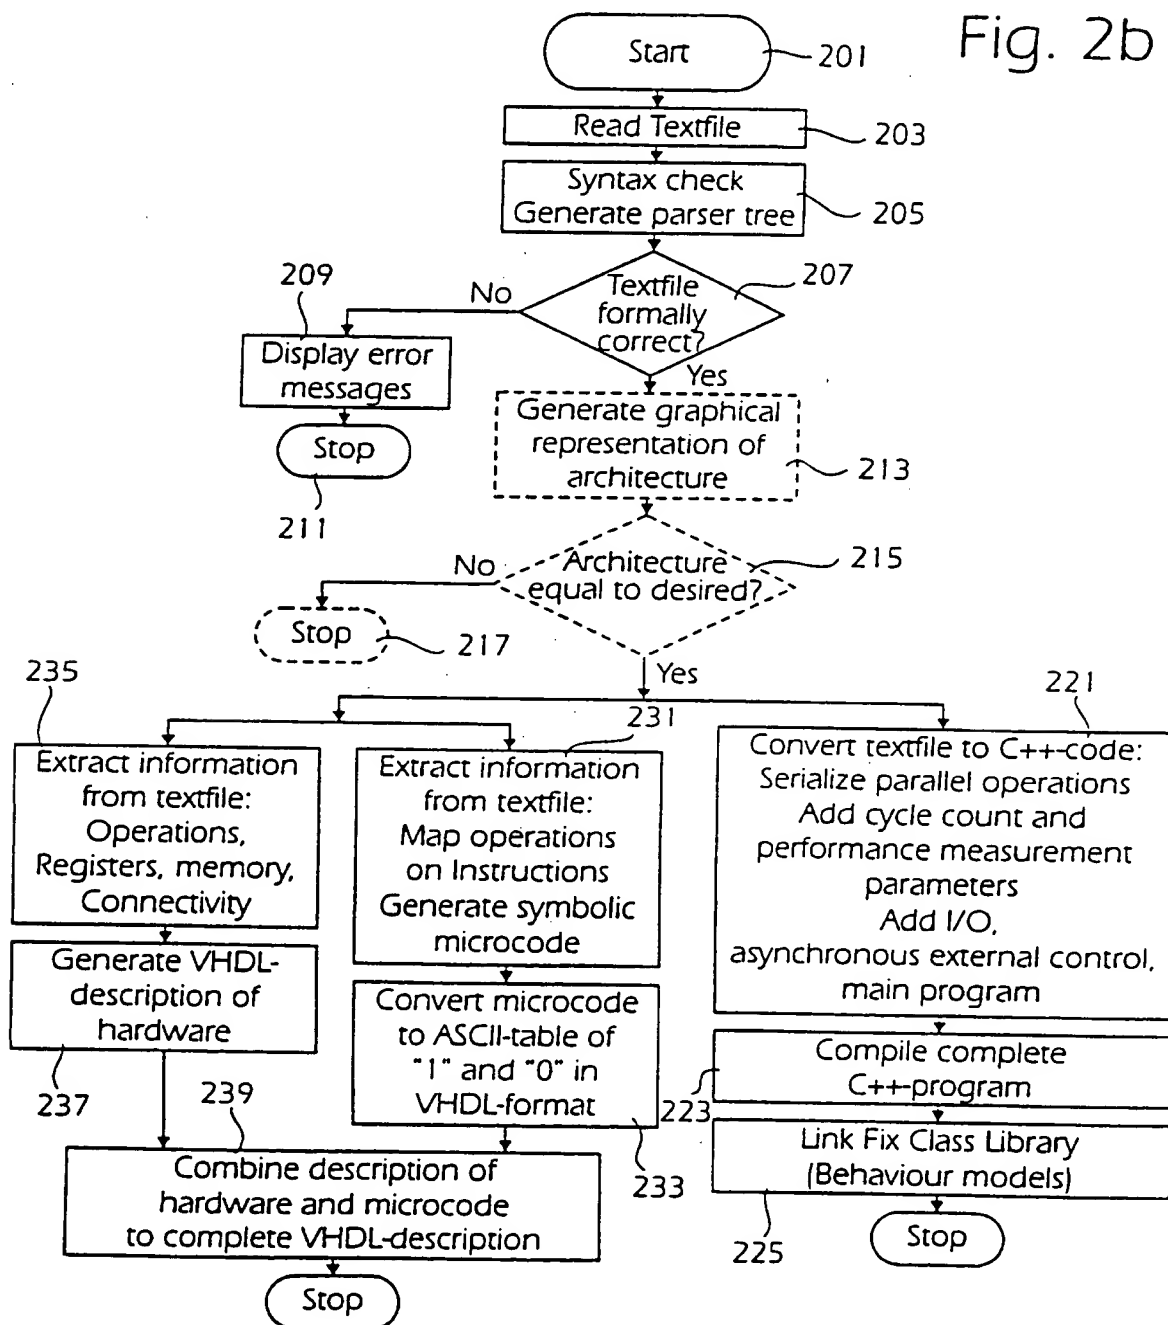 Fig. 2b
Start
201
Read Textfile
203
Syntax check
Generate parser tree
205
Textfile
formally
correct?
207
No
Yes
209
Display error
messages
Stop
211
Generate graphical
representation of
architecture
213
Architecture
equal to desired?
215
No
Yes
Stop
217
235
Extract information
from textfile:
Operations,
Registers, memory,
Connectivity
Generate VHDL-
description of
hardware
237
231
Extract information
from textfile:
Map operations
on Instructions
Generate symbolic
microcode
Convert microcode
to ASCII-table of
"1" and "0" in
VHDL-format
233
239
Combine description of
hardware and microcode
to complete VHDL-description
Stop
221
Convert textfile to C++-code:
Serialize parallel operations
Add cycle count and
performance measurement
parameters
Add I/O,
asynchronous external control,
main program
Compile complete
C++-program
223
Link Fix Class Library
(Behaviour models)
225
Stop